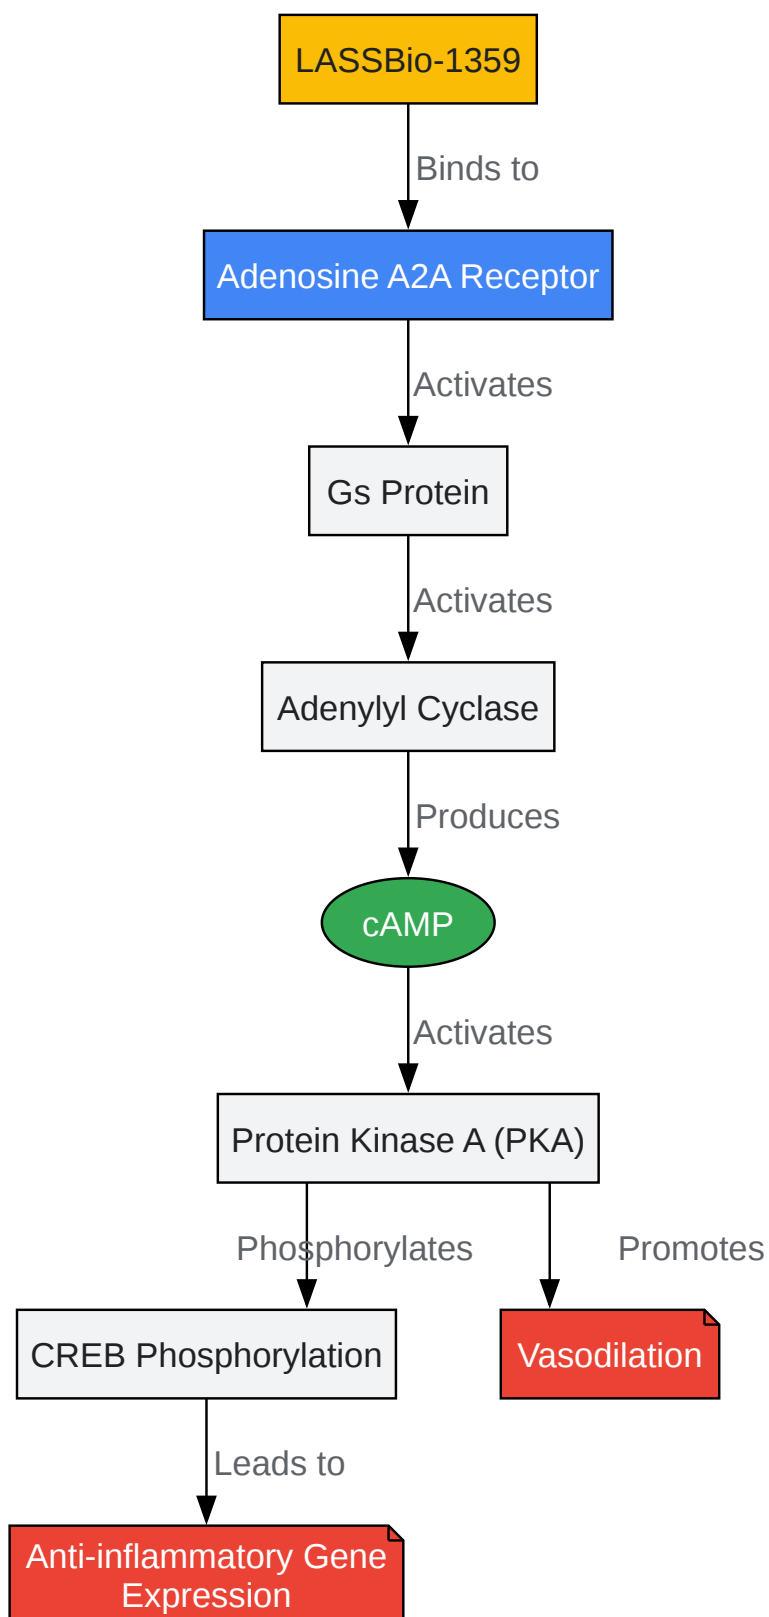 LASSBio-1359
Binds to
Adenosine A2A Receptor
Activates
Gs Protein
Activates
Adenylyl Cyclase
Produces
cAMP
Activates
Protein Kinase A (PKA)
Phosphorylates
Promotes
CREB Phosphorylation
Vasodilation
Leads to
Anti-inflammatory Gene
Expression